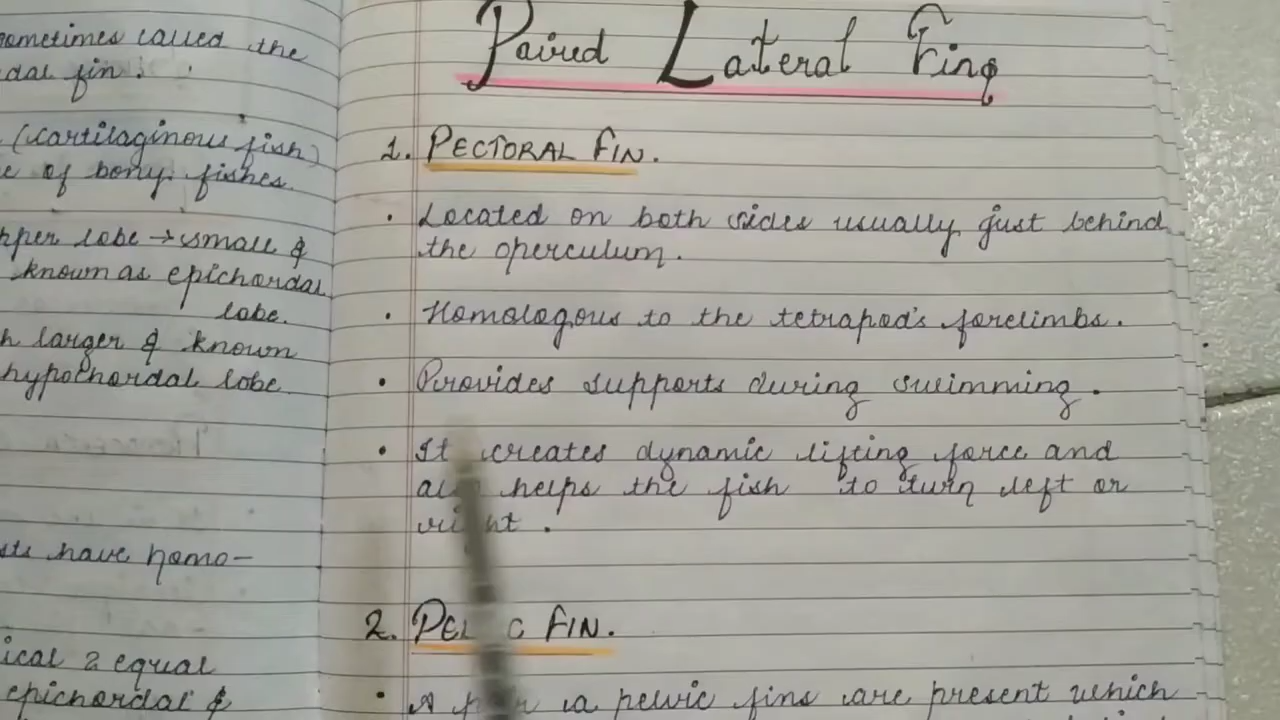 sometimes called the
dal fin.
(cartilaginous fish)
e of bony fishes.
pper lobe → small &
known as epichordal
lobe.
h larger & known
hypochordal lobe
sts have homo-
ical 2 equal
epichordal &
Paired Lateral Fins
1. PECTORAL FIN.
• Located on both sides usually just behind
the operculum.
• Homologous to the tetrapod's forelimbs.
• Provides supports during swimming.
• It creates dynamic lifting force and
helps the fish to turn left or
right.
2. PELVIC FIN.
• A pelvic fins are present which